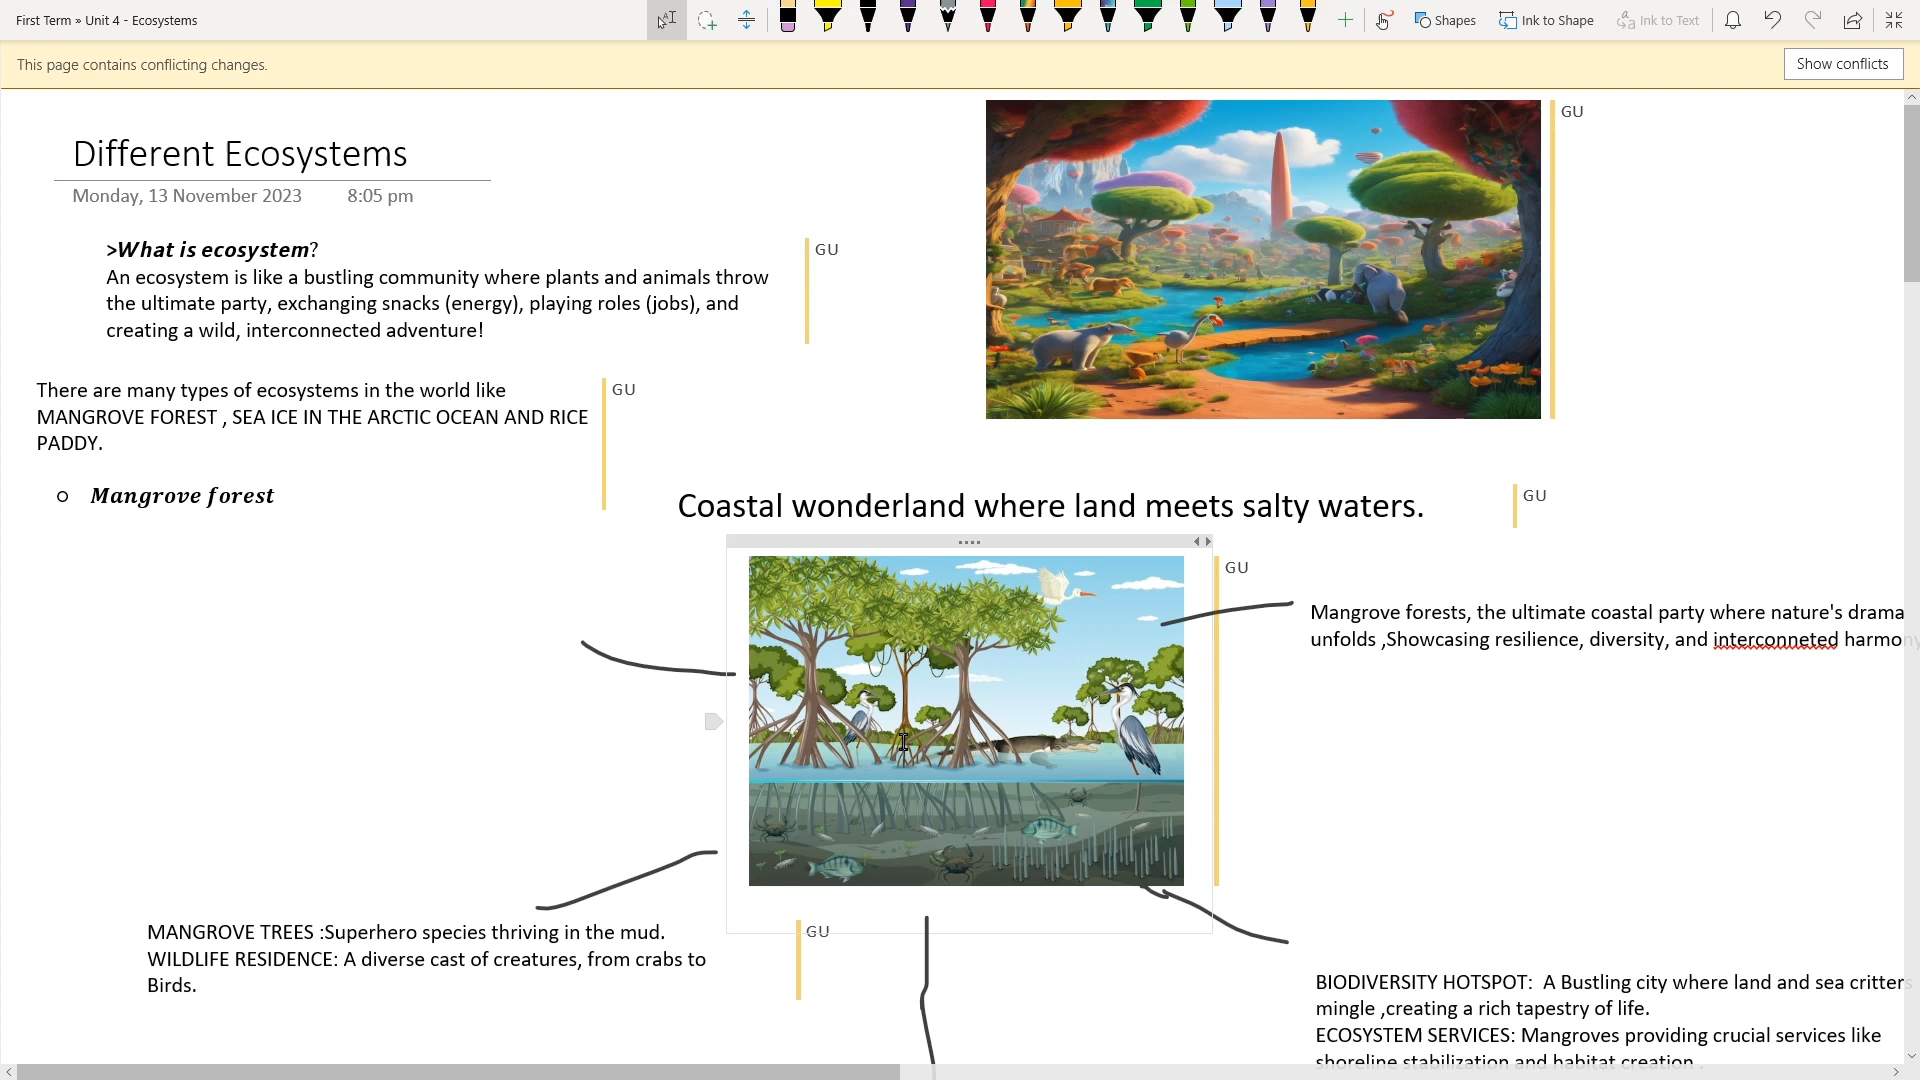 First Term » Unit 4 - Ecosystems
Shapes
Ink to Shape
Ink to Text
This page contains conflicting changes.
Show conflicts
GU
Different Ecosystems
Monday, 13 November 2023 8:05 pm
>What is ecosystem?
GU
An ecosystem is like a bustling community where plants and animals throw
the ultimate party, exchanging snacks (energy), playing roles (jobs), and
creating a wild, interconnected adventure!
There are many types of ecosystems in the world like
GU
MANGROVE FOREST , SEA ICE IN THE ARCTIC OCEAN AND RICE
PADDY.
Mangrove forest
Coastal wonderland where land meets salty waters.
GU
GU
Mangrove forests, the ultimate coastal party where nature's drama
unfolds ,Showcasing resilience, diversity, and interconneted harmony
MANGROVE TREES :Superhero species thriving in the mud.
GU
WILDLIFE RESIDENCE: A diverse cast of creatures, from crabs to
Birds.
BIODIVERSITY HOTSPOT: A Bustling city where land and sea critters
mingle ,creating a rich tapestry of life.
ECOSYSTEM SERVICES: Mangroves providing crucial services like
shoreline stabilization and habitat creation .